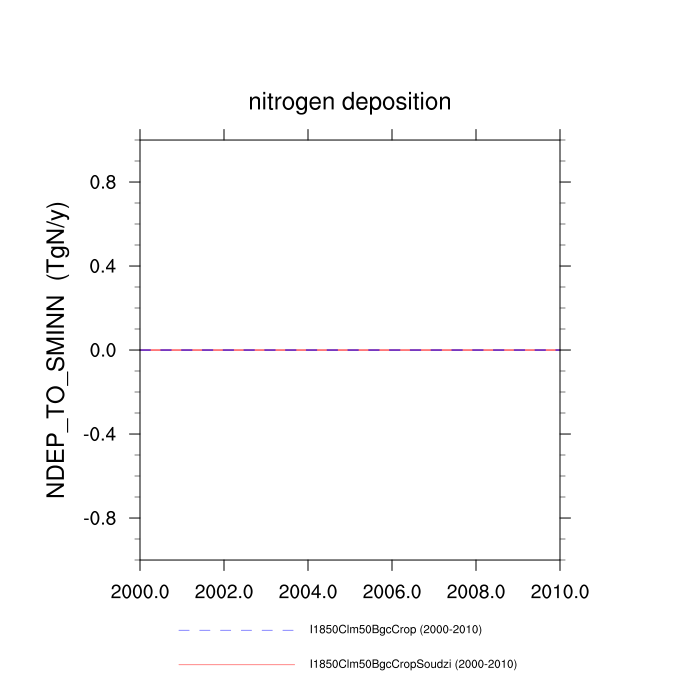 nitrogen deposition
NDEP_TO_SMINN (TgN/y)
0.8
0.4
0.0
-0.4
-0.8
2000.0 2002.0 2004.0 2006.0 2008.0 2010.0
I1850Clm50BgcCrop (2000-2010)
I1850Clm50BgcCropSoudzi (2000-2010)